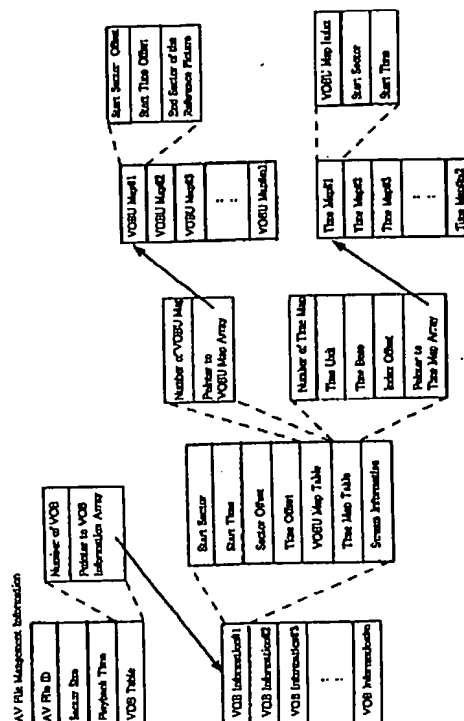 AV File Management Information
AV File ID
Sector Size
Playback Time
VOB Table
Number of VOB
Pointer to VOB
Information Array
VOB Information#1
VOB Information#2
VOB Information#3
: :
VOB Information#n
Start Sector
Start Time
Sector Offset
Time Offset
VOBU Map Table
Time Map Table
Stream Information
Number of VOBU Map
Pointer to
VOBU Map Array
Number of Time Map
Time Unit
Time Base
Index Offset
Pointer to
Time Map Array
VOBU Map#1
VOBU Map#2
VOBU Map#3
: :
VOBU Map#n1
Time Map#1
Time Map#2
Time Map#3
: :
Time Map#n2
Start Sector Offset
Start Time Offset
End Sector of the
Reference Picture
VOBU Map Index
Start Sector
Start Time